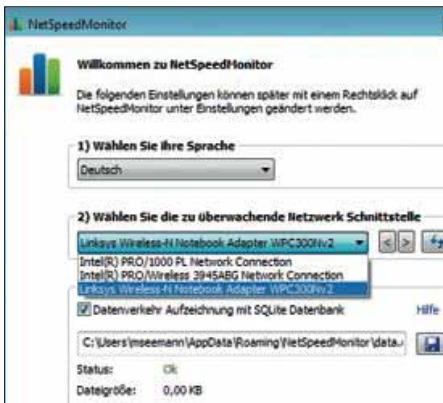 NetSpeedMonitor
Willkommen zu NetSpeedMonitor
Die folgenden Einstellungen können später mit einem Rechtsklick auf
NetSpeedMonitor unter Einstellungen geändert werden.
1) Wählen Sie ihre Sprache
Deutsch
2) Wählen Sie die zu überwachende Netzwerk Schnittstelle
Linksys Wireless-N Notebook Adapter WPC300Nv2
< >
Intel(R) PRO/1000 PL Network Connection
Intel(R) PRO/Wireless 3945ABG Network Connection
Linksys Wireless-N Notebook Adapter WPC300Nv2
Datenverkehr Aufzeichnung mit SQLite Datenbank Hilfe
C:\Users\mseemann\AppData\Roaming\NetSpeedMonitor\data.
Status: Ok
Dateigröße: 0,00 KB